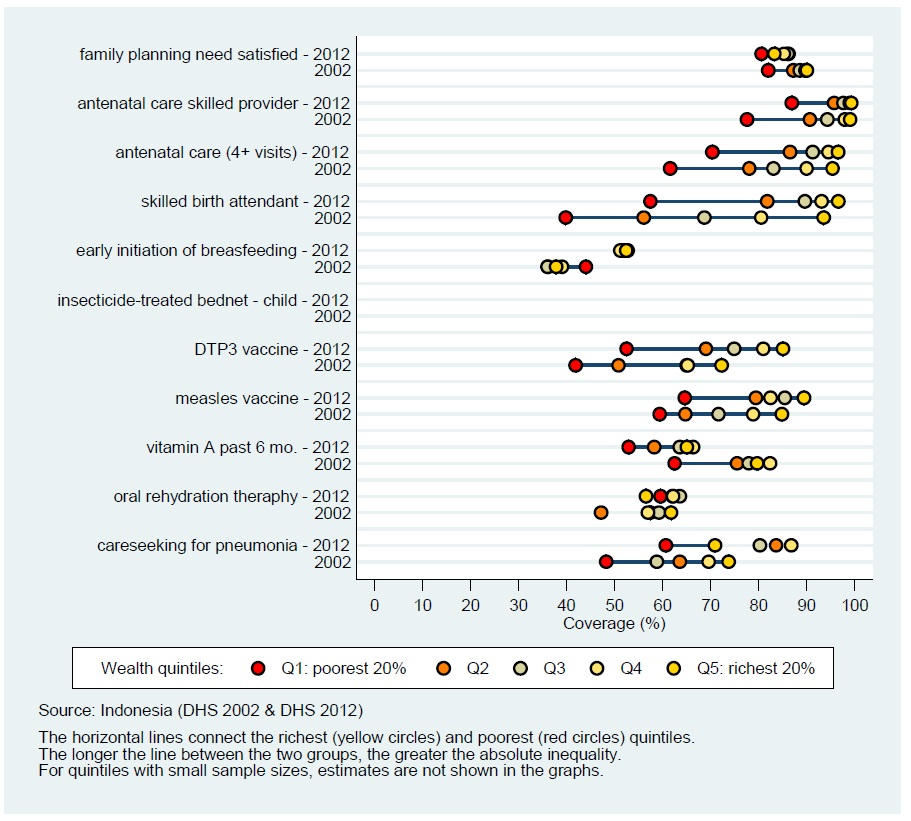 family planning need satisfied - 2012
2002
antenatal care skilled provider - 2012
2002
antenatal care (4+ visits) - 2012
2002
skilled birth attendant - 2012
2002
early initiation of breasfeeding - 2012
2002
insecticide-treated bednet - child - 2012
2002
DTP3 vaccine - 2012
2002
measles vaccine - 2012
2002
vitamin A past 6 mo. - 2012
2002
oral rehydration theraphy - 2012
2002
careseeking for pneumonia - 2012
2002
0 10 20 30 40 50 60 70 80 90 100
Coverage (%)
Wealth quintiles: Q1: poorest 20% Q2 Q3 Q4 Q5: richest 20%
Source: Indonesia (DHS 2002 & DHS 2012)
The horizontal lines connect the richest (yellow circles) and poorest (red circles) quintiles.
The longer the line between the two groups, the greater the absolute inequality.
For quintiles with small sample sizes, estimates are not shown in the graphs.